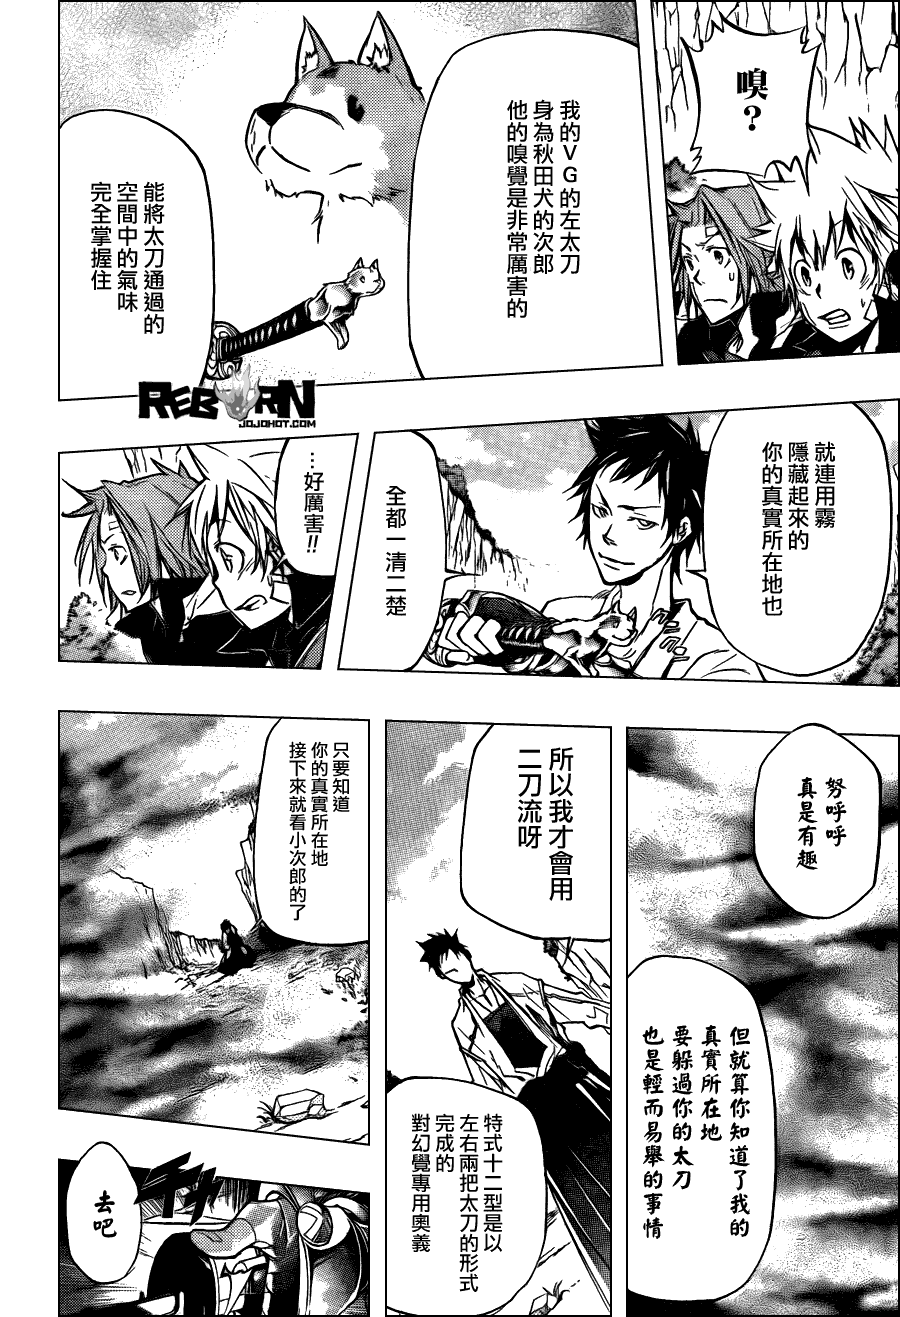 嗅?
我的VG的左太刀
身為秋田犬的次郎
他的嗅覺是非常厲害的
能將太刀通過的
空間中的氣味
完全掌握住
REBORN
JOJOHOT.COM
就連用霧
隱藏起來的
你的真實所在地也
全都一清二楚
…好厲害!!
努呼呼
真是有趣
但就算你知道了我的
真實所在地
要躲過你的太刀
也是輕而易舉的事情
所以我才會用
二刀流呀
特式十二型是以
左右兩把太刀的形式
完成的
對幻覺專用奧義
只要知道
你的真實所在地
接下來就看小次郎的了
去吧